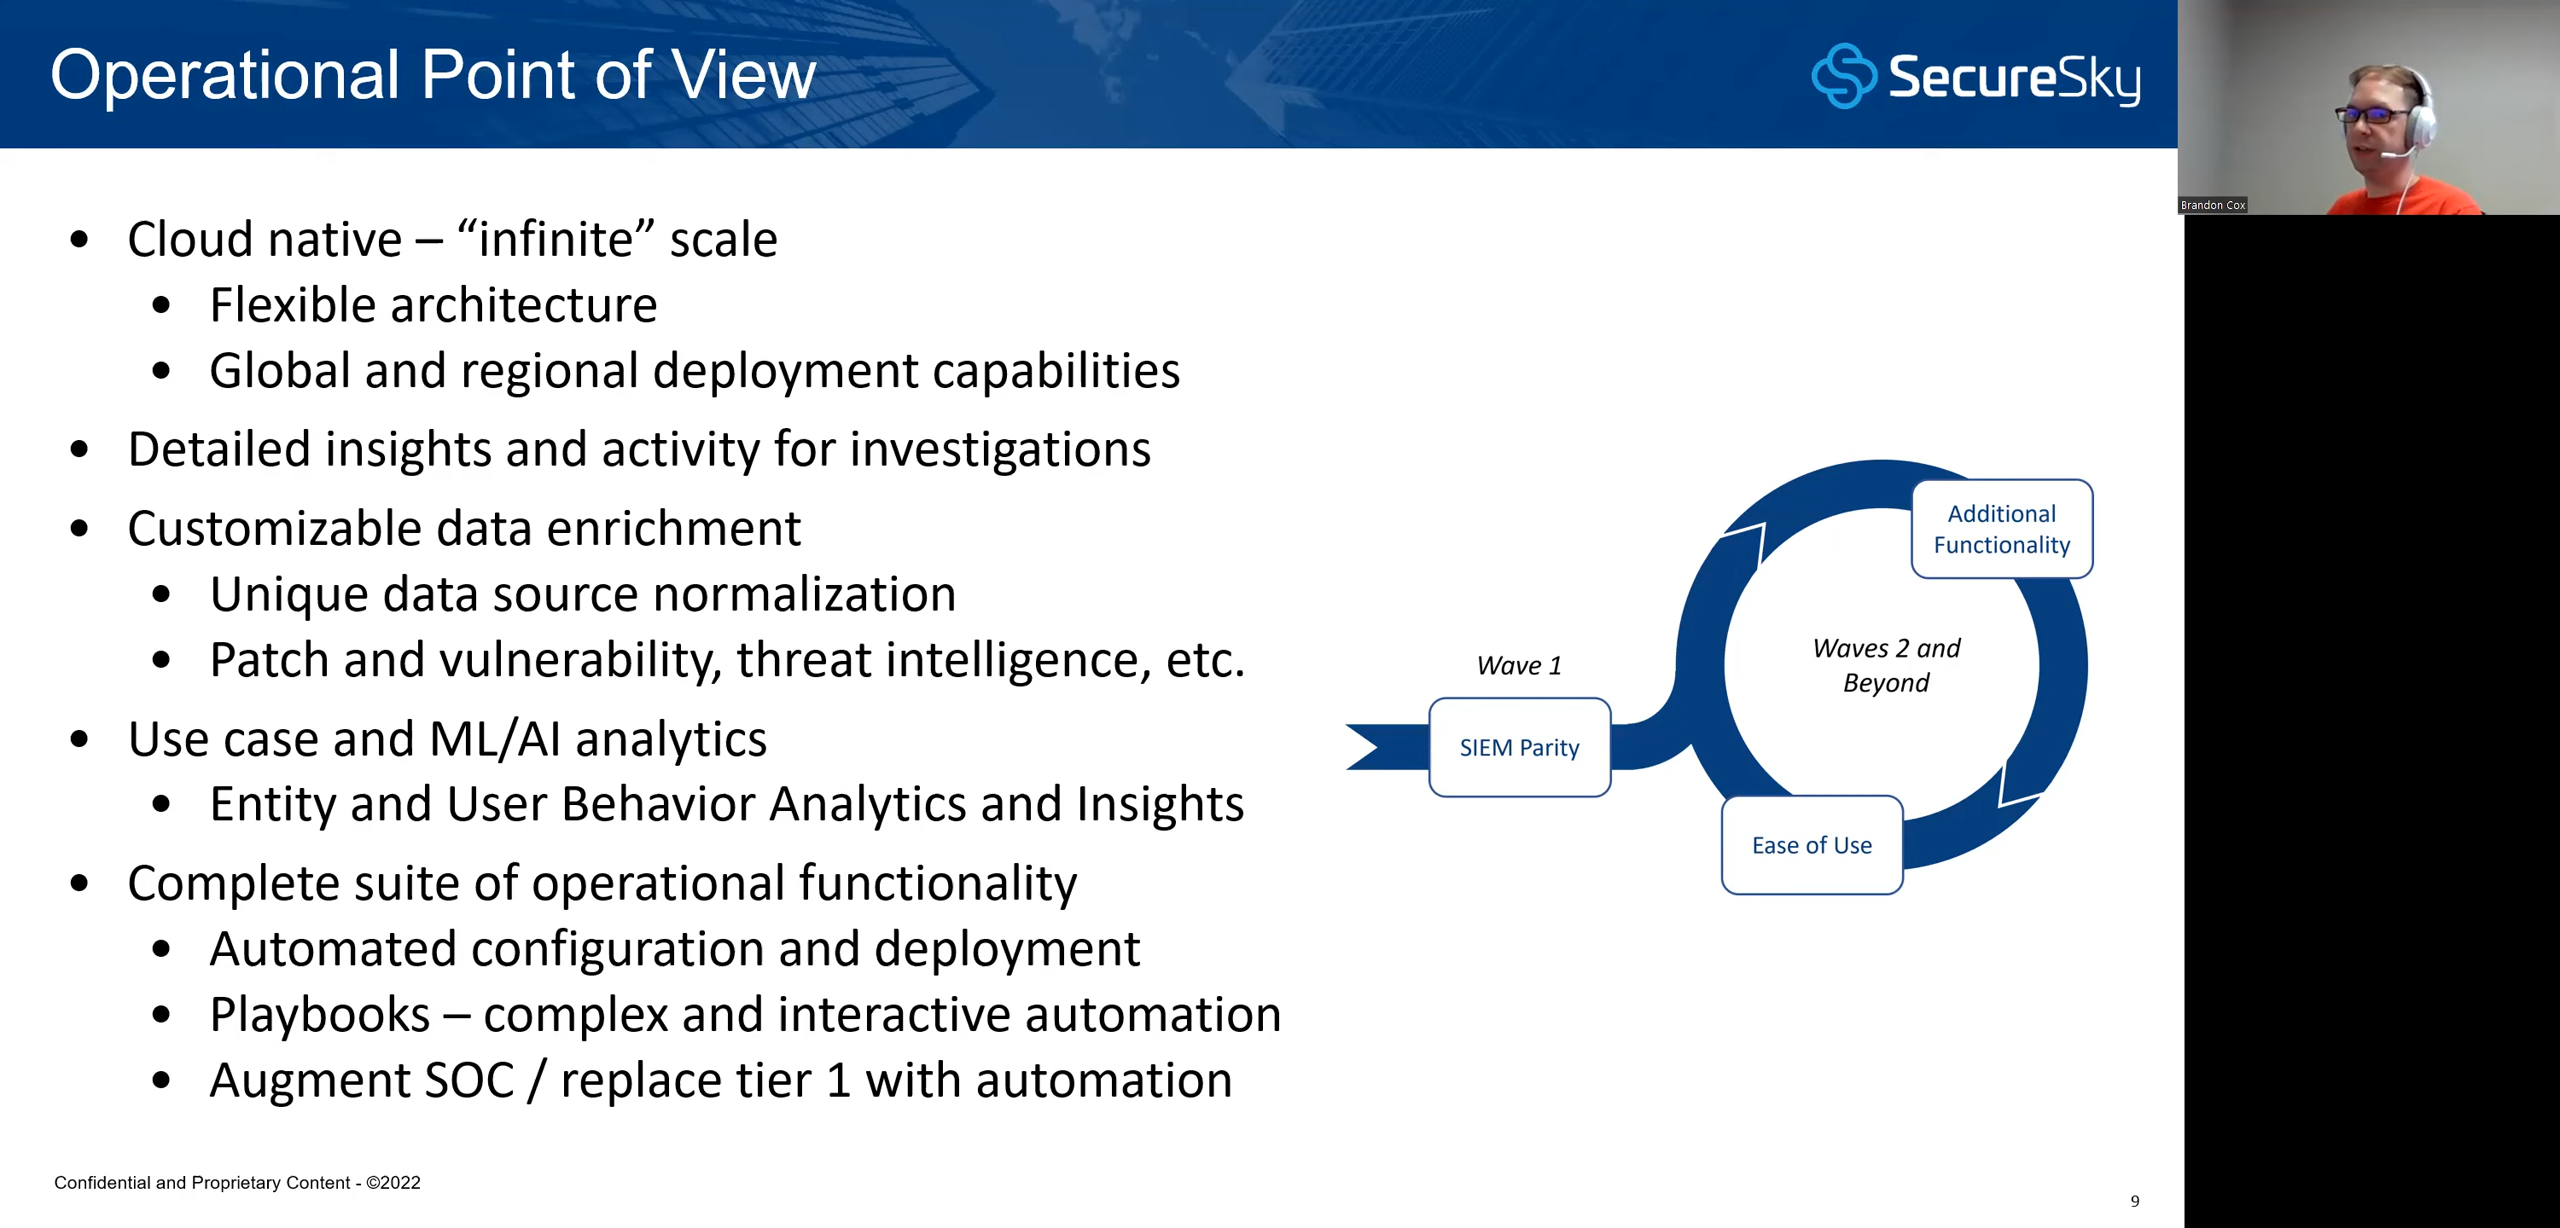 Operational Point of View
SecureSky
Brandon Cox
• Cloud native – “infinite” scale
• Flexible architecture
• Global and regional deployment capabilities
• Detailed insights and activity for investigations
• Customizable data enrichment
• Unique data source normalization
• Patch and vulnerability, threat intelligence, etc.
• Use case and ML/AI analytics
• Entity and User Behavior Analytics and Insights
• Complete suite of operational functionality
• Automated configuration and deployment
• Playbooks – complex and interactive automation
• Augment SOC / replace tier 1 with automation
Wave 1
SIEM Parity
Additional
Functionality
Waves 2 and
Beyond
Ease of Use
Confidential and Proprietary Content - ©2022
9